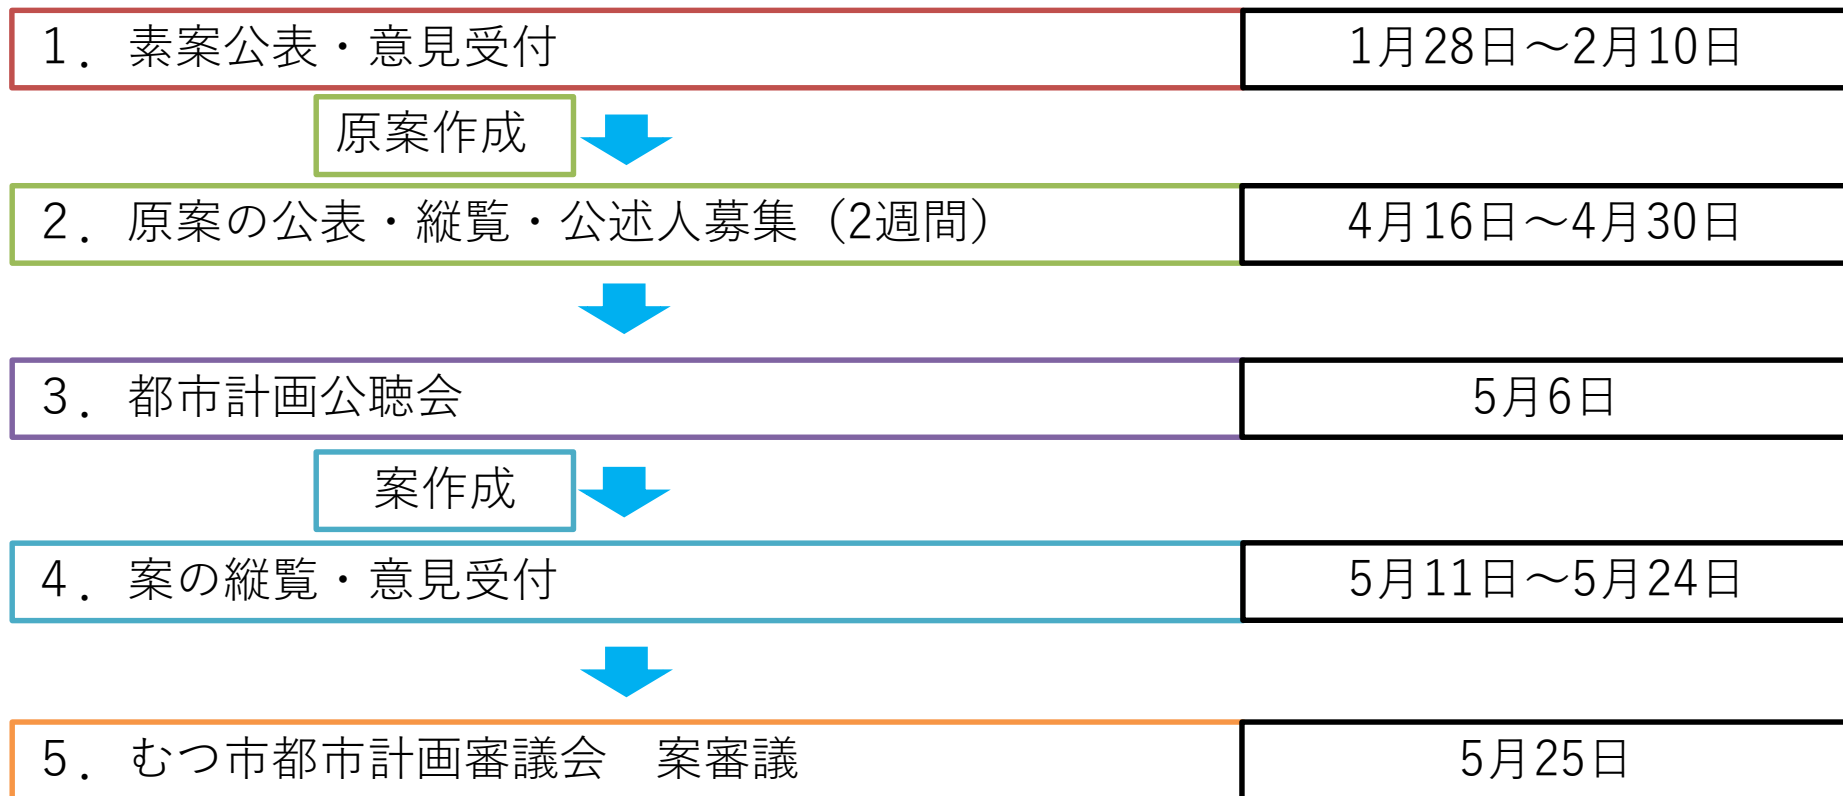 1．素案公表・意見受付 1月28日～2月10日
原案作成
2．原案の公表・縦覧・公述人募集（2週間） 4月16日～4月30日
3．都市計画公聴会 5月6日
案作成
4．案の縦覧・意見受付 5月11日～5月24日
5．むつ市都市計画審議会　案審議 5月25日